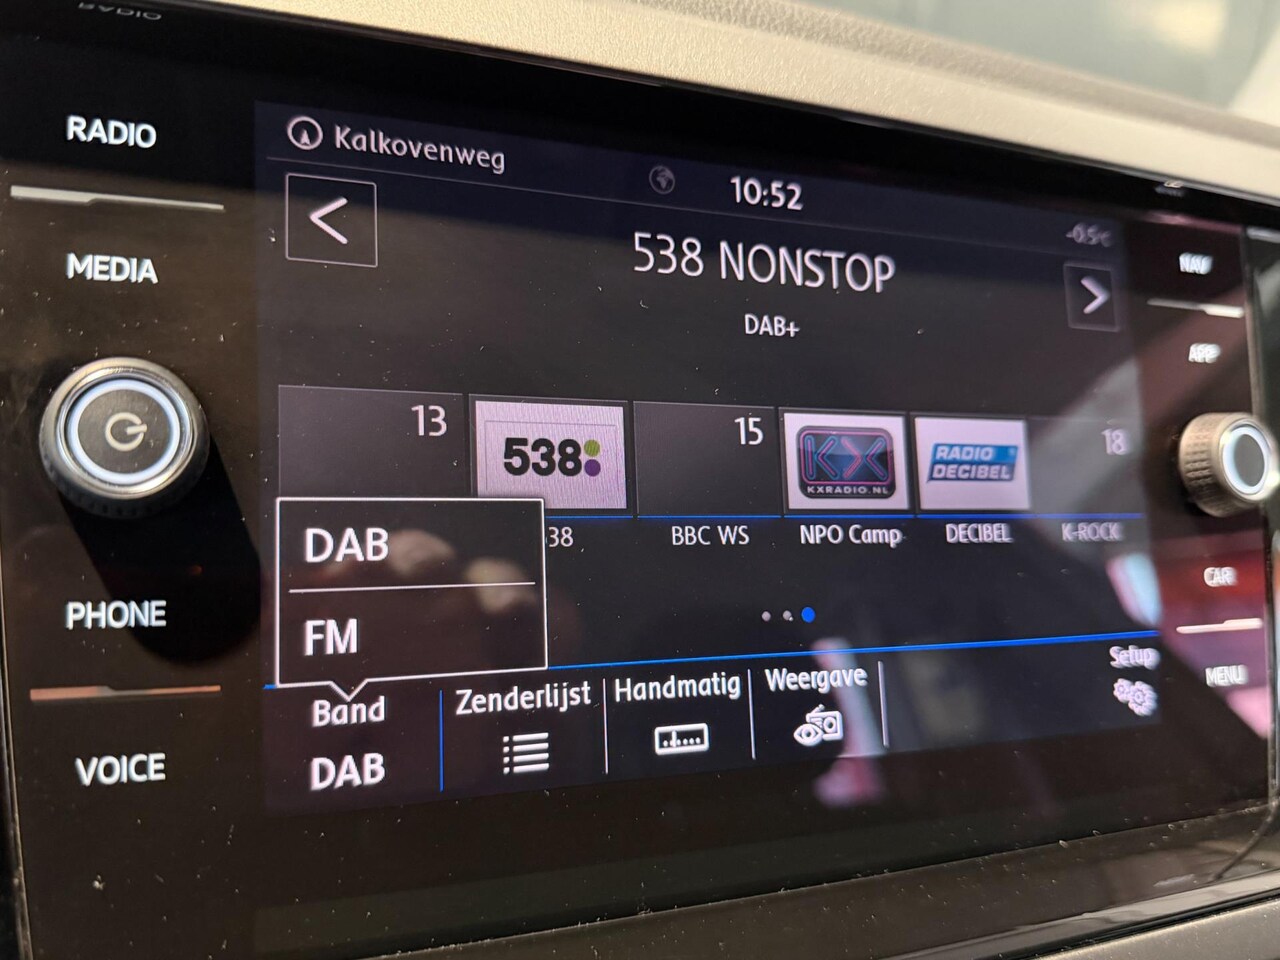 RADIO
MEDIA
PHONE
VOICE
Kalkovenweg
10:52
-0.5°C
538 NONSTOP
DAB+
13
538
15
KX
KXRADIO.NL
RADIO
DECIBEL
18
38
BBC WS
NPO Camp
DECIBEL
K-ROCK
DAB
FM
Band
DAB
Zenderlijst
Handmatig
Weergave
Setup
NAV
APP
CAR
MENU